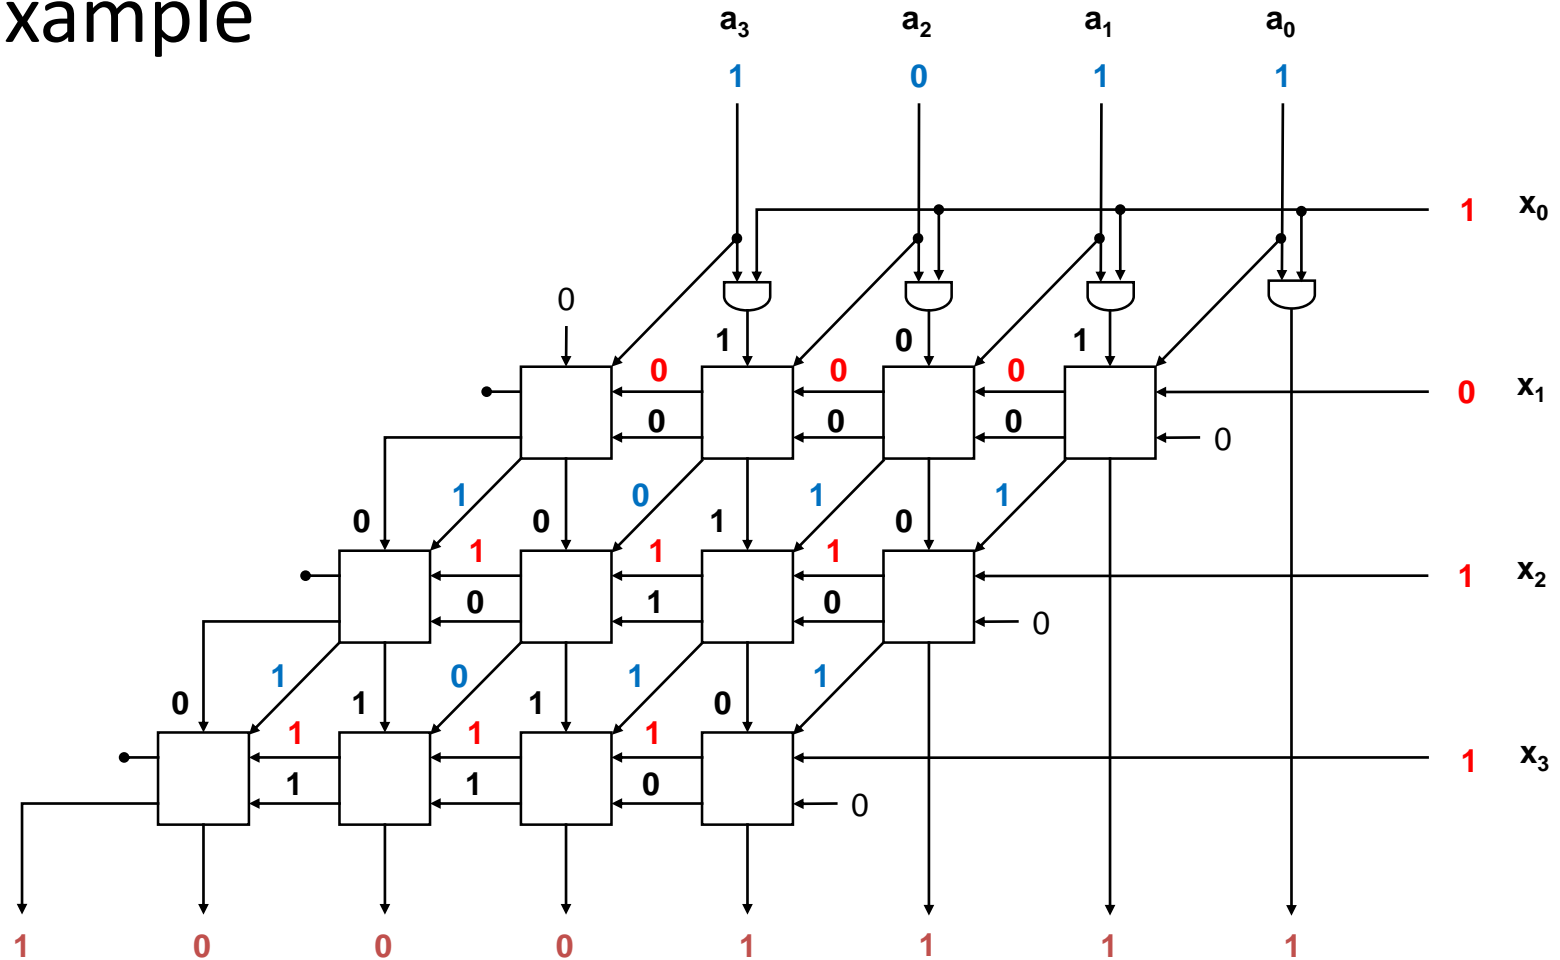 xample
a₃ a₂ a₁ a₀
1 0 1 1
1 x₀
0
1 0 1
0 0 0 0 x₁
0 0 0 0
1 0 1 1
0 0 1 0
1 1 1 1 x₂
0 1 0 0
1 0 1 1
0 1 1 0
1 1 1 1 x₃
1 1 0 0
1 0 0 0 1 1 1 1